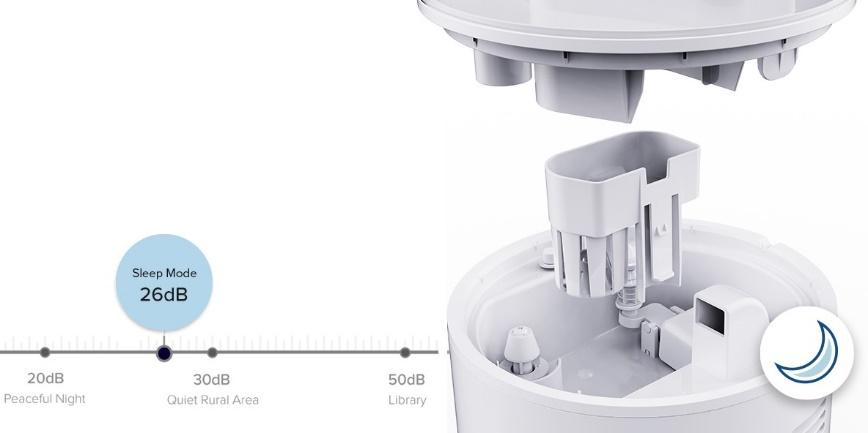 Sleep Mode
26dB
20dB
30dB
50dB
Peaceful Night
Quiet Rural Area
Library